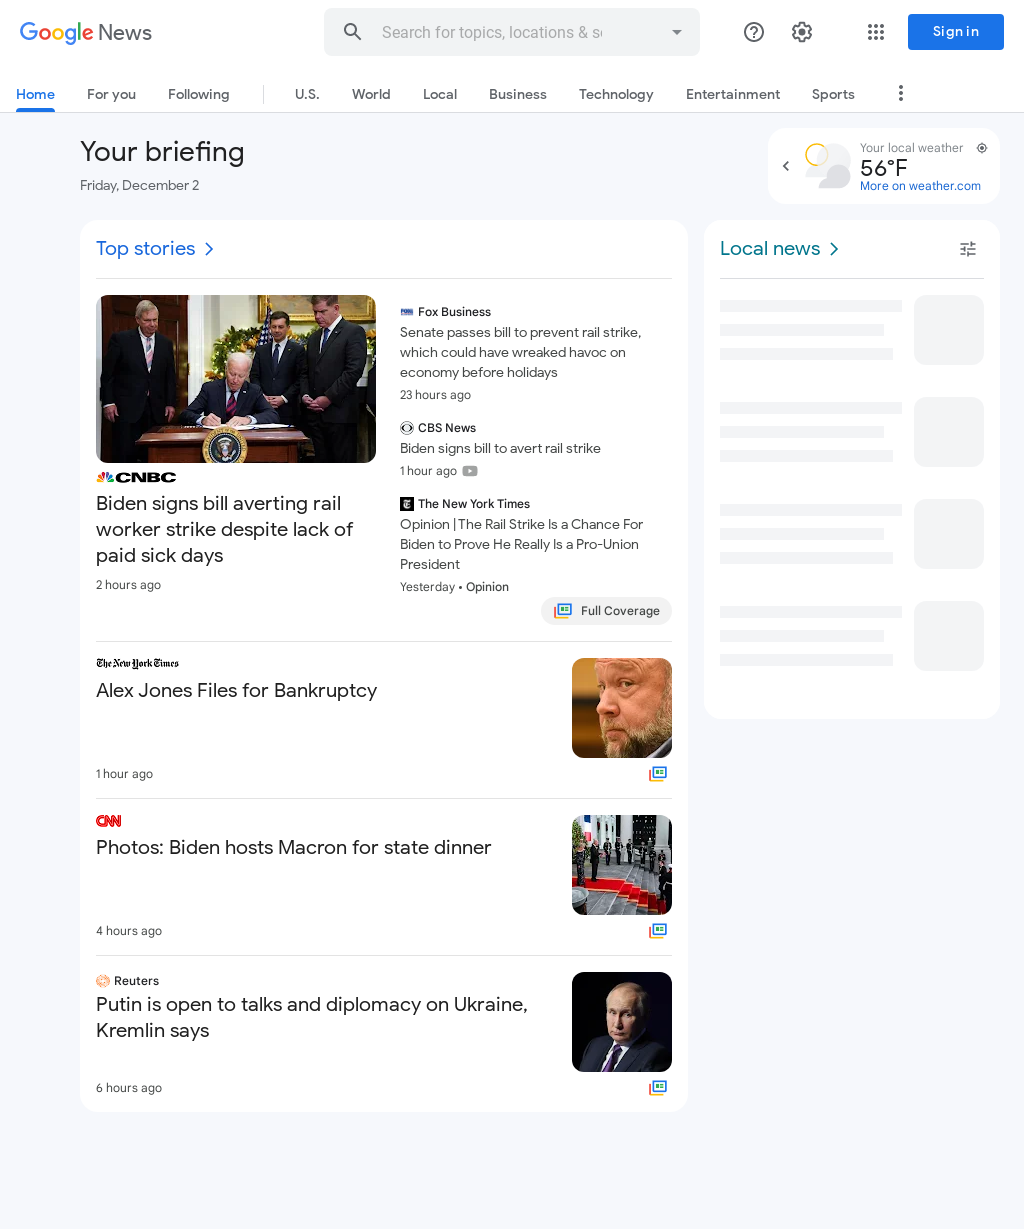 Google News
Search for topics, locations & s
Sign in
Home
For you
Following
U.S.
World
Local
Business
Technology
Entertainment
Sports
Your briefing
Friday, December 2
Your local weather
56°F
More on weather.com
Top stories
Local news
CNBC
Biden signs bill averting rail
worker strike despite lack of
paid sick days
2 hours ago
Fox Business
Senate passes bill to prevent rail strike,
which could have wreaked havoc on
economy before holidays
23 hours ago
CBS News
Biden signs bill to avert rail strike
1 hour ago
The New York Times
Opinion | The Rail Strike Is a Chance For
Biden to Prove He Really Is a Pro-Union
President
Yesterday • Opinion
Full Coverage
The New York Times
Alex Jones Files for Bankruptcy
1 hour ago
CNN
Photos: Biden hosts Macron for state dinner
4 hours ago
Reuters
Putin is open to talks and diplomacy on Ukraine,
Kremlin says
6 hours ago